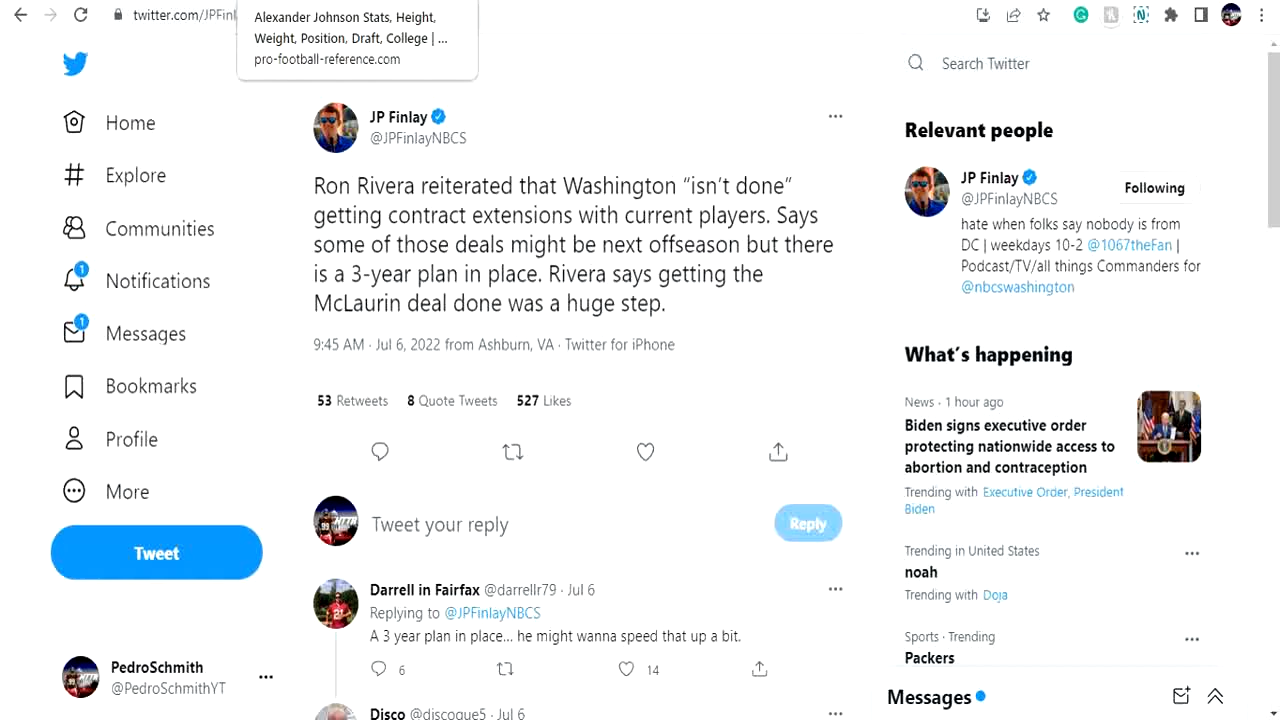 twitter.com/JPFinl
Alexander Johnson Stats, Height,
Weight, Position, Draft, College | ...
pro-football-reference.com
Home
Explore
Communities
1
Notifications
1
Messages
Bookmarks
Profile
More
Tweet
PedroSchmith
@PedroSchmithYT
JP Finlay
@JPFinlayNBCS
Ron Rivera reiterated that Washington “isn’t done”
getting contract extensions with current players. Says
some of those deals might be next offseason but there
is a 3-year plan in place. Rivera says getting the
McLaurin deal done was a huge step.
9:45 AM · Jul 6, 2022 from Ashburn, VA · Twitter for iPhone
53 Retweets 8 Quote Tweets 527 Likes
Tweet your reply
Reply
Darrell in Fairfax @darrellr79 · Jul 6
Replying to @JPFinlayNBCS
A 3 year plan in place... he might wanna speed that up a bit.
6 14
Disco @discoque5 · Jul 6
Search Twitter
Relevant people
JP Finlay
@JPFinlayNBCS
Following
hate when folks say nobody is from
DC | weekdays 10-2 @1067theFan |
Podcast/TV/all things Commanders for
@nbcswashington
What’s happening
News · 1 hour ago
Biden signs executive order
protecting nationwide access to
abortion and contraception
Trending with Executive Order, President
Biden
Trending in United States
noah
Trending with Doja
Sports · Trending
Packers
Messages